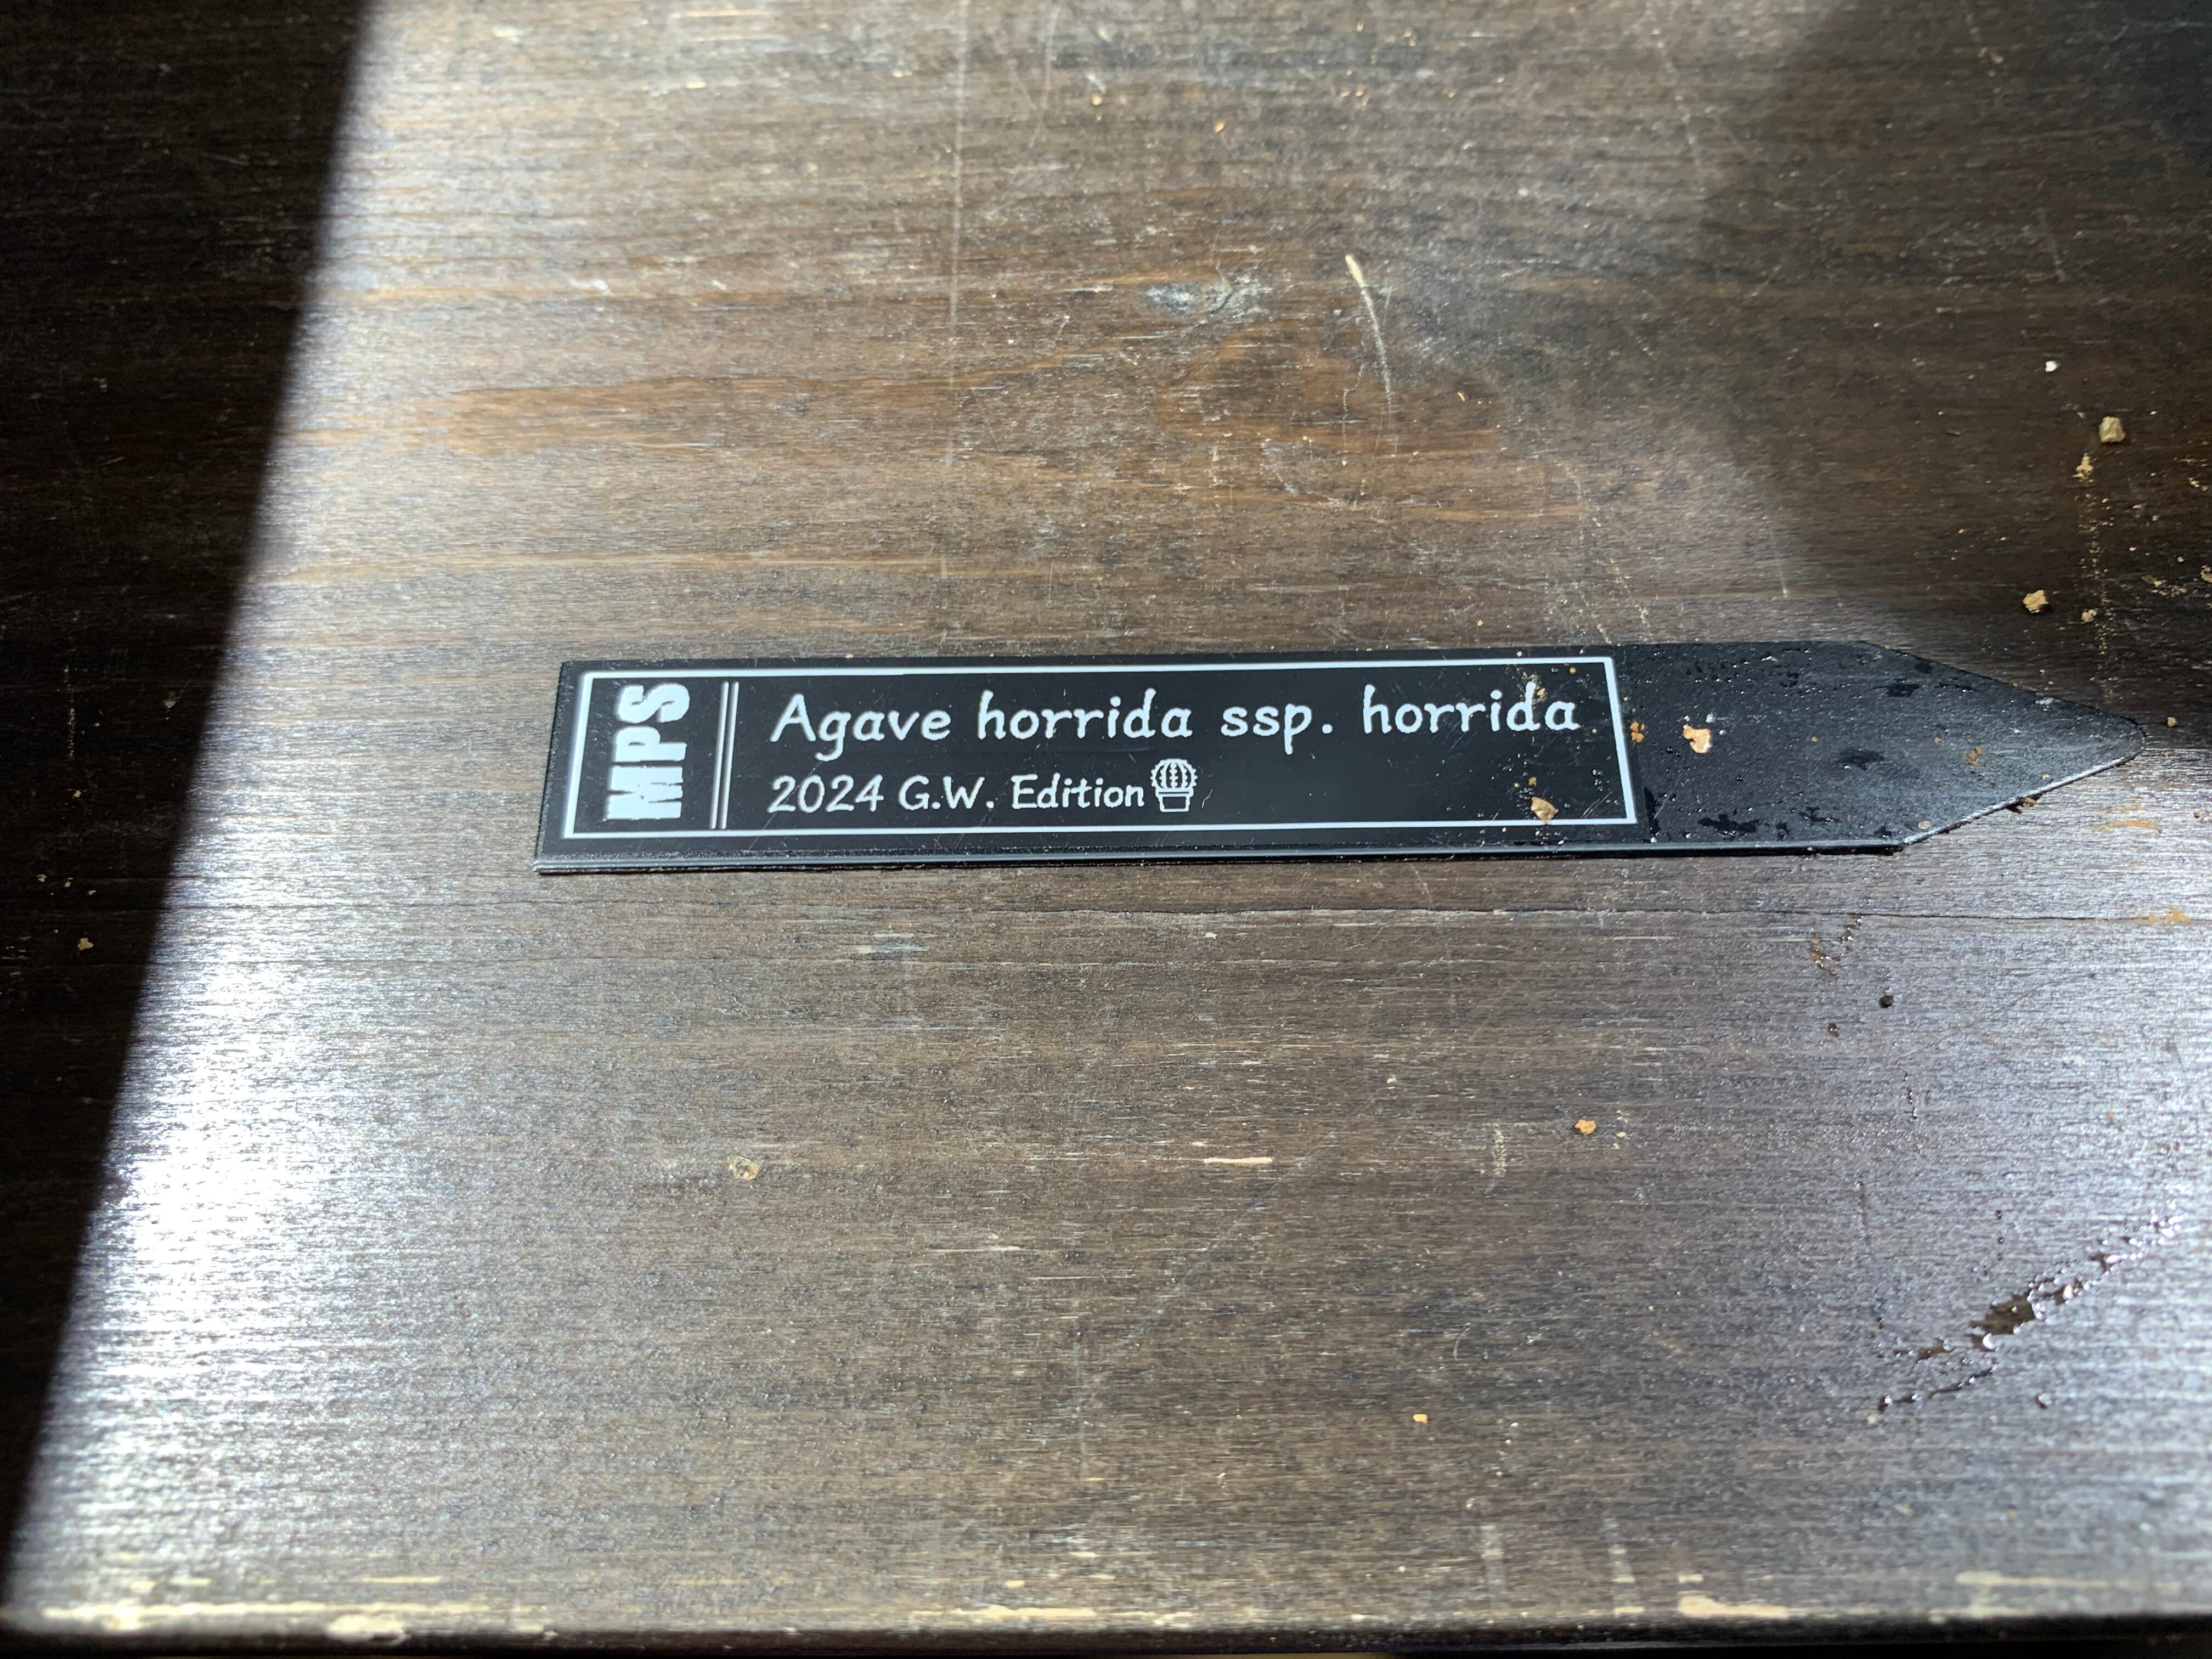 MPS
Agave horrida ssp. horrida
2024 G.W. Edition